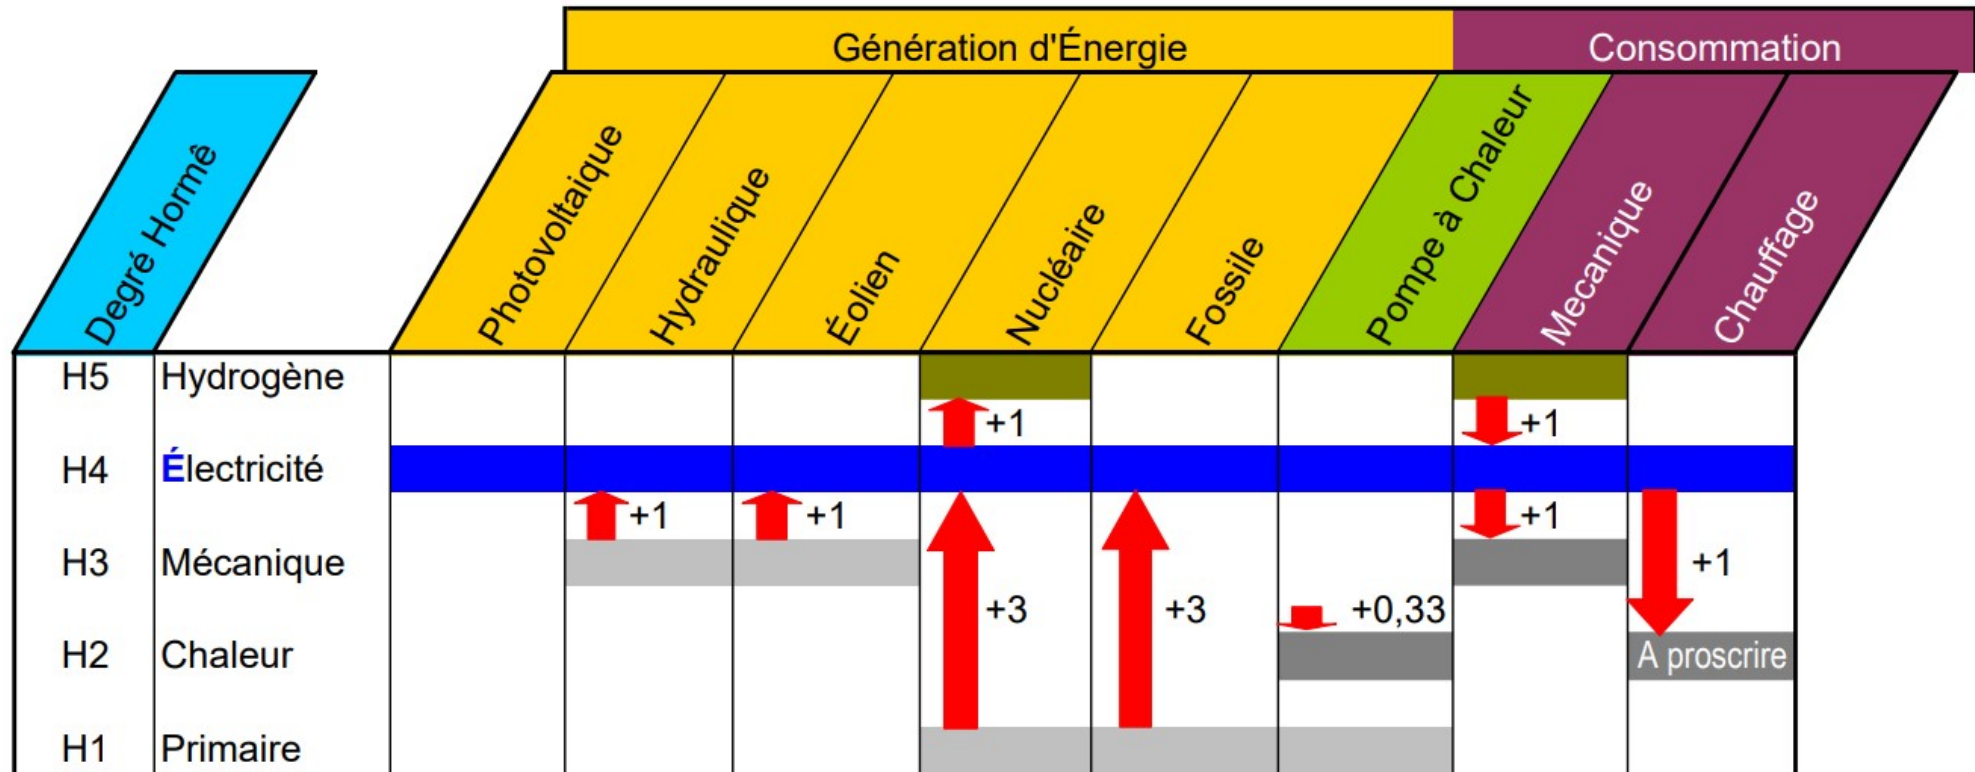 Génération d'Énergie
Consommation
Degré Hormê
Photovoltaique
Hydraulique
Éolien
Nucléaire
Fossile
Pompe à Chaleur
Mecanique
Chauffage
H5 Hydrogène
+1 +1
H4 Électricité
+1 +1 +1
H3 Mécanique
+1
+3 +3 +0,33
H2 Chaleur A proscrire
H1 Primaire